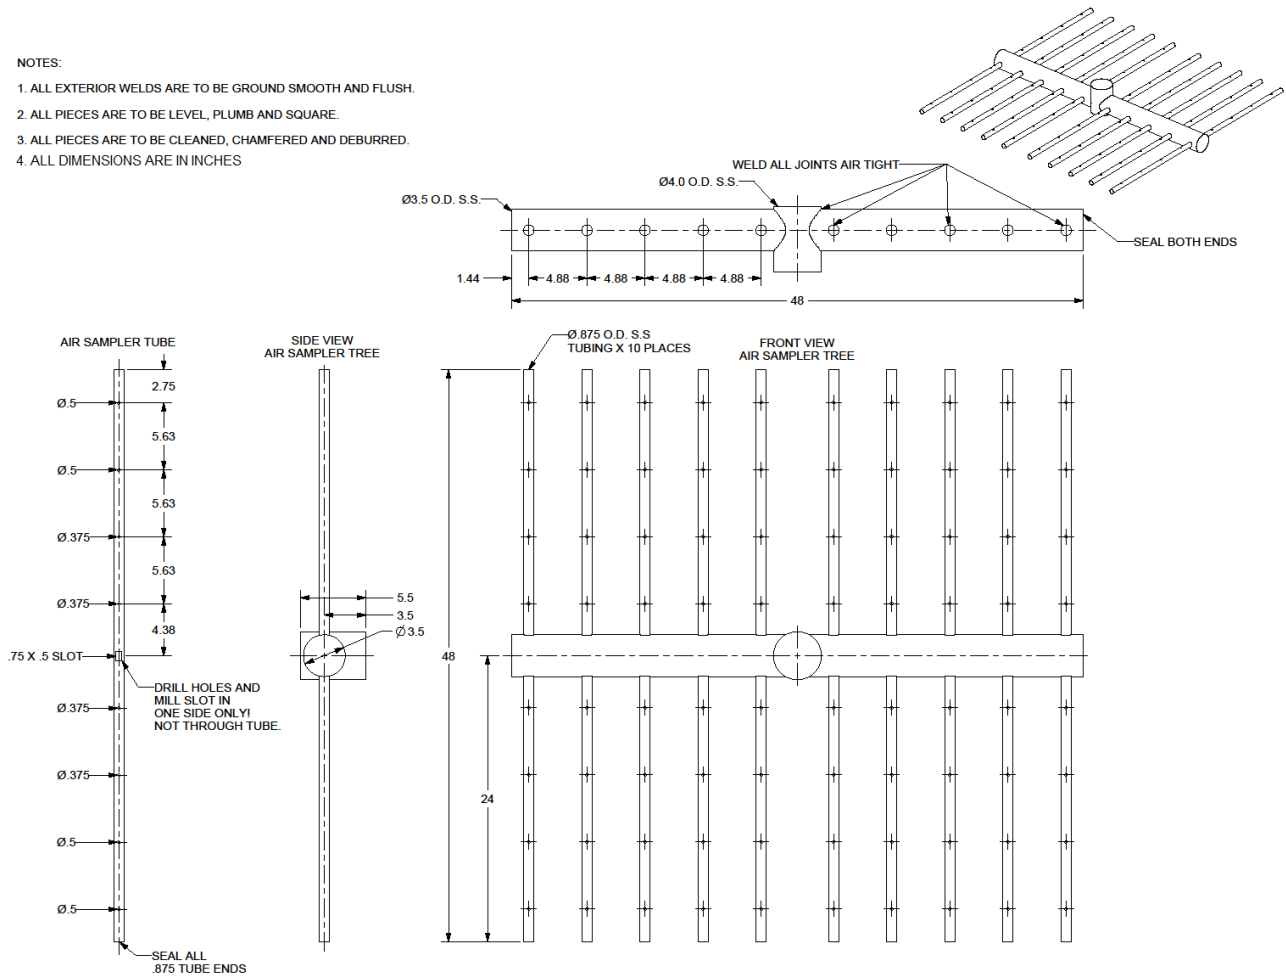 NOTES:
1. ALL EXTERIOR WELDS ARE TO BE GROUND SMOOTH AND FLUSH.
2. ALL PIECES ARE TO BE LEVEL, PLUMB AND SQUARE.
3. ALL PIECES ARE TO BE CLEANED, CHAMFERED AND DEBURRED.
4. ALL DIMENSIONS ARE IN INCHES
WELD ALL JOINTS AIR TIGHT
Ø4.0 O.D. S.S.
Ø3.5 O.D. S.S.
SEAL BOTH ENDS
1.44
4.88
4.88
4.88
4.88
48
AIR SAMPLER TUBE
2.75
Ø.5
5.63
Ø.5
5.63
Ø.375
5.63
Ø.375
4.38
.75 X .5 SLOT
DRILL HOLES AND
MILL SLOT IN
ONE SIDE ONLY!
NOT THROUGH TUBE.
Ø.375
Ø.375
Ø.5
Ø.5
SEAL ALL
.875 TUBE ENDS
SIDE VIEW
AIR SAMPLER TREE
5.5
3.5
Ø3.5
Ø.875 O.D. S.S
TUBING X 10 PLACES
FRONT VIEW
AIR SAMPLER TREE
48
24